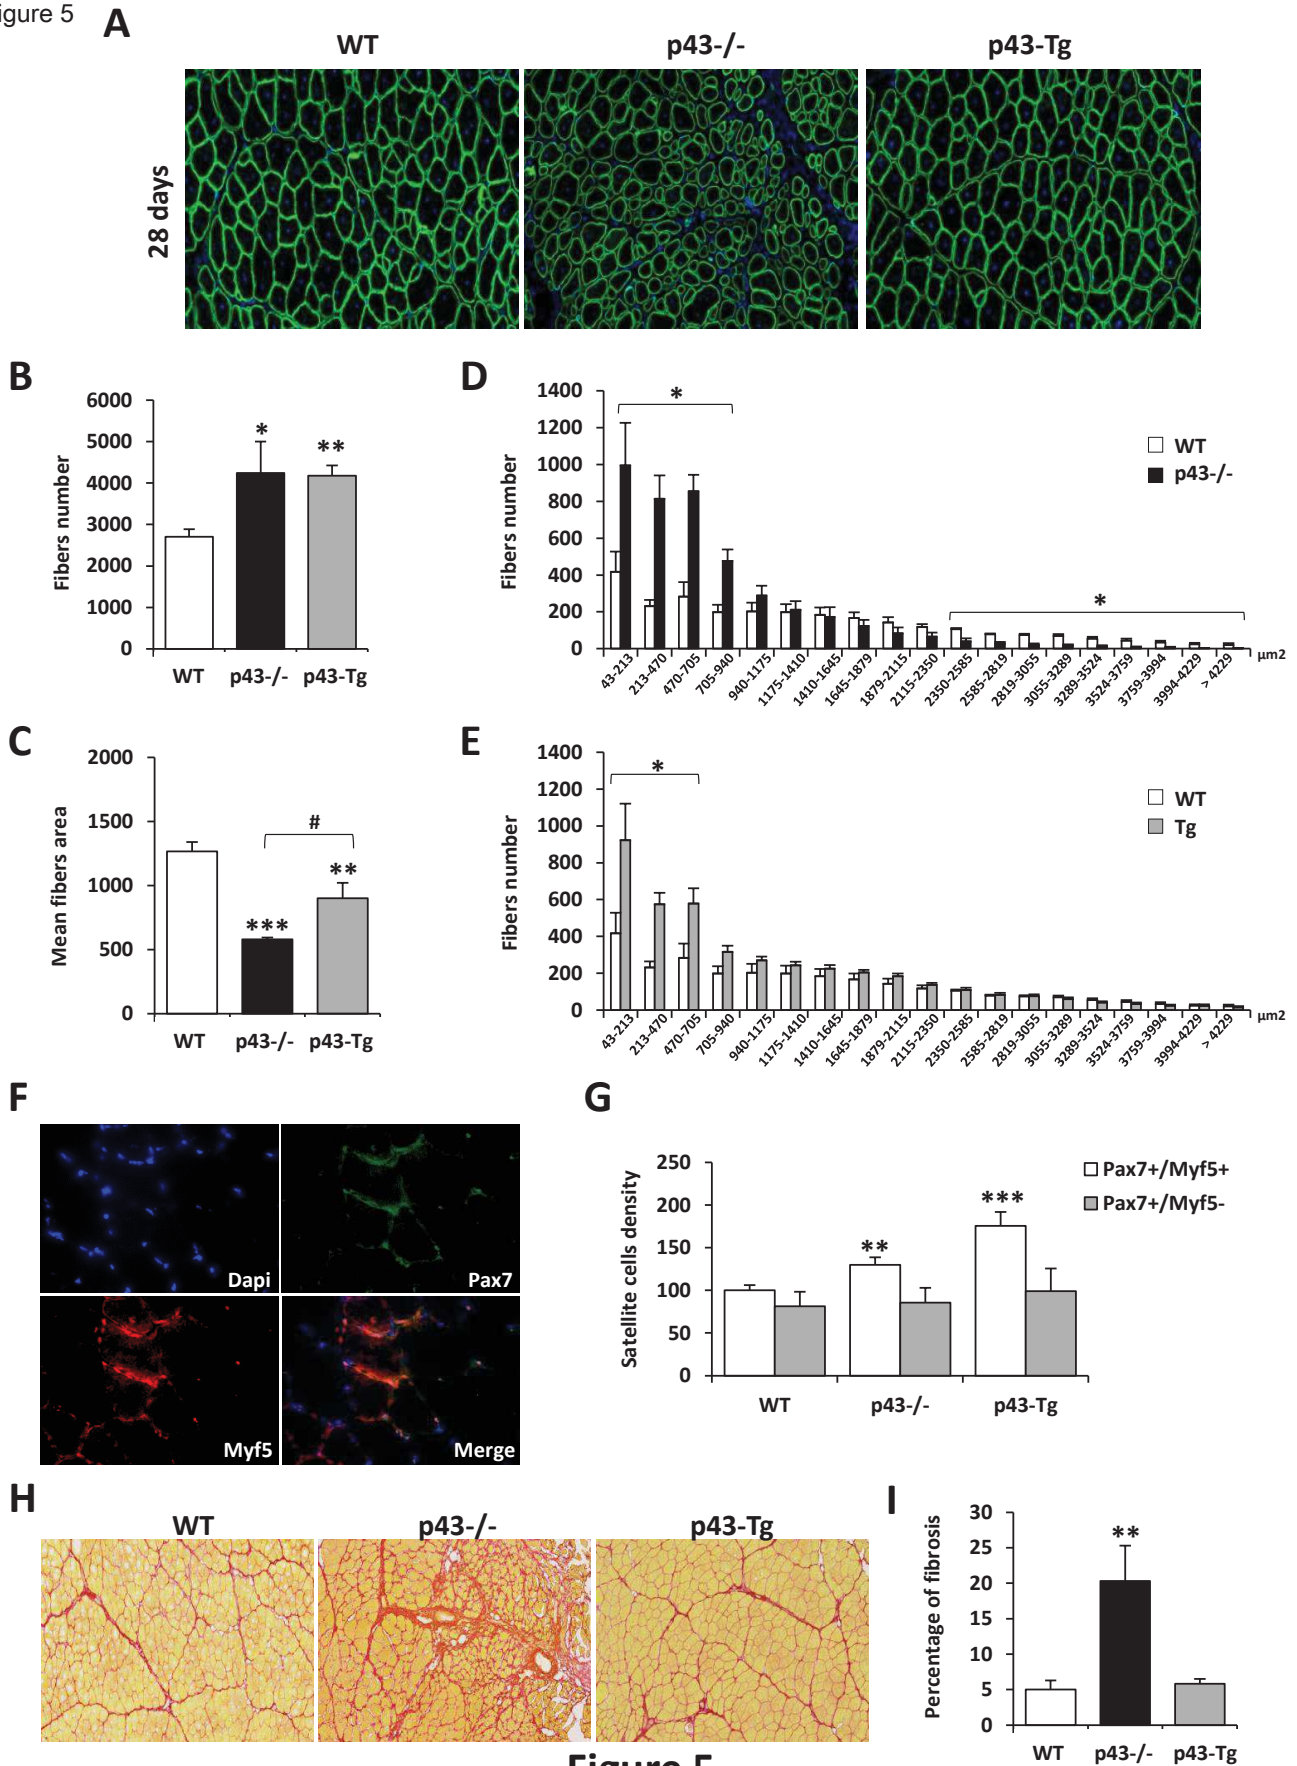 igure 5
A
WT p43-/- p43-Tg
28 days
B
6000
5000
4000
3000
2000
1000
0
Fibers number
* **
WT p43-/- p43-Tg
C
2000
1500
1000
500
0
Mean fibers area
#
*** **
WT p43-/- p43-Tg
D
1400
1200
1000
800
600
400
200
0
Fibers number
*
*
WT
p43-/-
43-213 213-470 470-705 705-940 940-1175 1175-1410 1410-1645 1645-1879 1879-2115 2115-2350 2350-2585 2585-2819 2819-3055 3055-3289 3289-3524 3524-3759 3759-3994 3994-4229 > 4229 µm2
E
1400
1200
1000
800
600
400
200
0
Fibers number
*
WT
Tg
43-213 213-470 470-705 705-940 940-1175 1175-1410 1410-1645 1645-1879 1879-2115 2115-2350 2350-2585 2585-2819 2819-3055 3055-3289 3289-3524 3524-3759 3759-3994 3994-4229 > 4229 µm2
F
Dapi Pax7
Myf5 Merge
G
250
200
150
100
50
0
Satellite cells density
** ***
Pax7+/Myf5+
Pax7+/Myf5-
WT p43-/- p43-Tg
H
WT p43-/- p43-Tg
I
30
25
20
15
10
5
0
Percentage of fibrosis
**
WT p43-/- p43-Tg
Figure 5